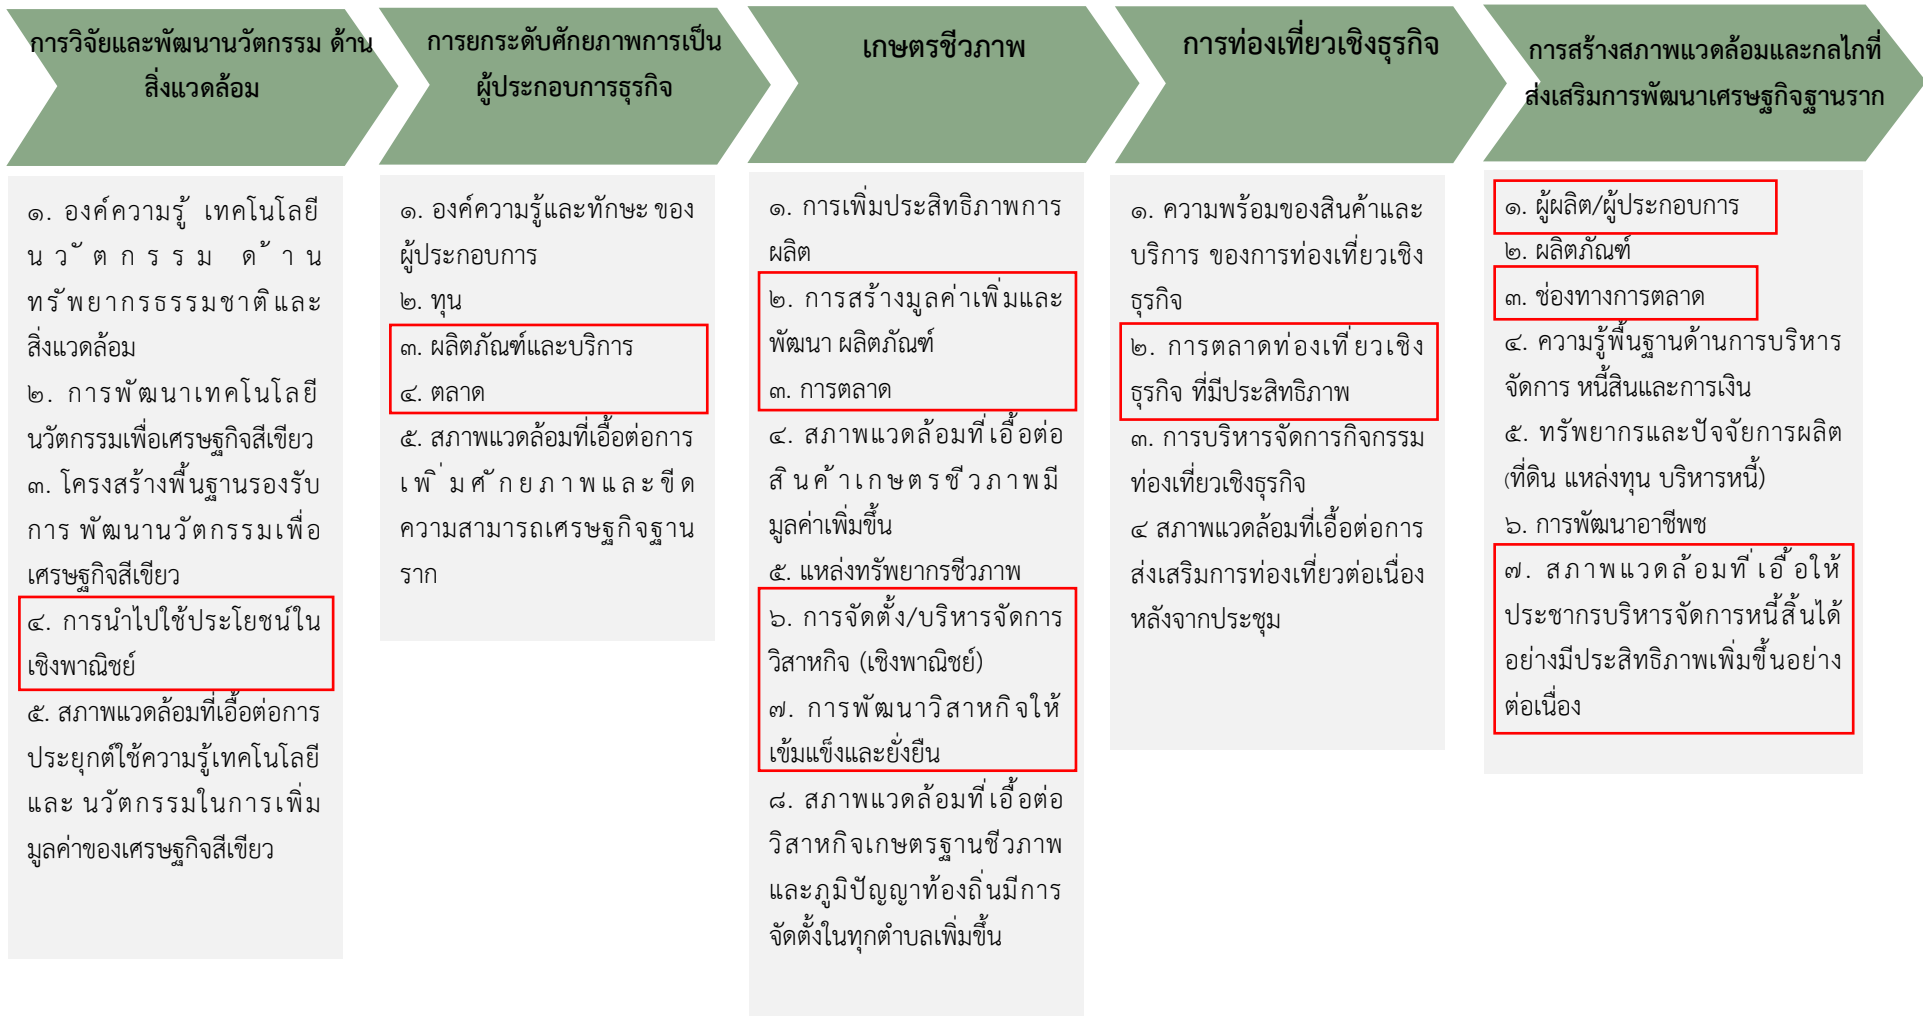 การวิจัยและพัฒนานวัตกรรม ด้าน
สิ่งแวดล้อม
การยกระดับศักยภาพการเป็น
ผู้ประกอบการธุรกิจ
เกษตรชีวภาพ
การท่องเที่ยวเชิงธุรกิจ
การสร้างสภาพแวดล้อมและกลไกที่
ส่งเสริมการพัฒนาเศรษฐกิจฐานราก
๑. องค์ความรู้ เทคโนโลยี
นวัตกรรม ด้าน
ทรัพยากรธรรมชาติและ
สิ่งแวดล้อม
๒. การพัฒนาเทคโนโลยี
นวัตกรรมเพื่อเศรษฐกิจสีเขียว
๓. โครงสร้างพื้นฐานรองรับ
การ พัฒนานวัตกรรมเพื่อ
เศรษฐกิจสีเขียว
๔. การนำไปใช้ประโยชน์ใน
เชิงพาณิชย์
๕. สภาพแวดล้อมที่เอื้อต่อการ
ประยุกต์ใช้ความรู้เทคโนโลยี
และ นวัตกรรมในการเพิ่ม
มูลค่าของเศรษฐกิจสีเขียว
๑. องค์ความรู้และทักษะ ของ
ผู้ประกอบการ
๒. ทุน
๓. ผลิตภัณฑ์และบริการ
๔. ตลาด
๕. สภาพแวดล้อมที่เอื้อต่อการ
เพิ่มศักยภาพและขีด
ความสามารถเศรษฐกิจฐาน
ราก
๑. การเพิ่มประสิทธิภาพการ
ผลิต
๒. การสร้างมูลค่าเพิ่มและ
พัฒนา ผลิตภัณฑ์
๓. การตลาด
๔. สภาพแวดล้อมที่เอื้อต่อ
สินค้าเกษตรชีวภาพมี
มูลค่าเพิ่มขึ้น
๕. แหล่งทรัพยากรชีวภาพ
๖. การจัดตั้ง/บริหารจัดการ
วิสาหกิจ (เชิงพาณิชย์)
๗. การพัฒนาวิสาหกิจให้
เข้มแข็งและยั่งยืน
๘. สภาพแวดล้อมที่เอื้อต่อ
วิสาหกิจเกษตรฐานชีวภาพ
และภูมิปัญญาท้องถิ่นมีการ
จัดตั้งในทุกตำบลเพิ่มขึ้น
๑. ความพร้อมของสินค้าและ
บริการ ของการท่องเที่ยวเชิง
ธุรกิจ
๒. การตลาดท่องเที่ยวเชิง
ธุรกิจ ที่มีประสิทธิภาพ
๓. การบริหารจัดการกิจกรรม
ท่องเที่ยวเชิงธุรกิจ
๔ สภาพแวดล้อมที่เอื้อต่อการ
ส่งเสริมการท่องเที่ยวต่อเนื่อง
หลังจากประชุม
๑. ผู้ผลิต/ผู้ประกอบการ
๒. ผลิตภัณฑ์
๓. ช่องทางการตลาด
๔. ความรู้พื้นฐานด้านการบริหาร
จัดการ หนี้สินและการเงิน
๕. ทรัพยากรและปัจจัยการผลิต
(ที่ดิน แหล่งทุน บริหารหนี้)
๖. การพัฒนาอาชีพช
๗. สภาพแวดล้อมที่เอื้อให้
ประชากรบริหารจัดการหนี้สิ้นได้
อย่างมีประสิทธิภาพเพิ่มขึ้นอย่าง
ต่อเนื่อง